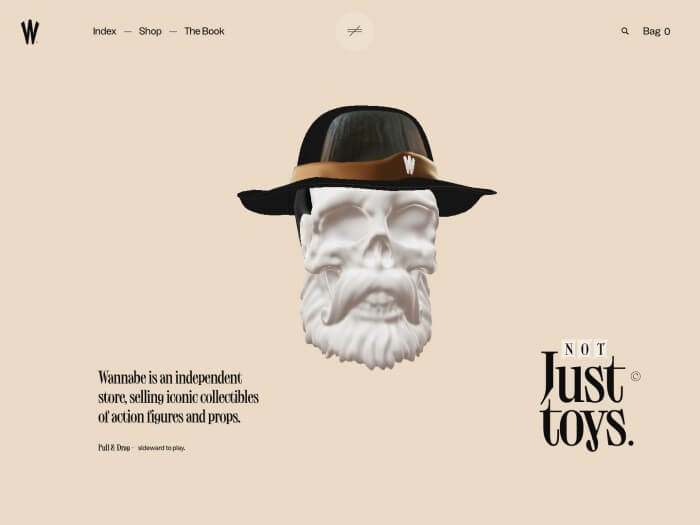 W
Index — Shop — The Book
Bag 0
W
Wannabe is an independent
store, selling iconic collectibles
of action figures and props.
Pull & Drag - sideward to play.
NOT
Just ©
toys.